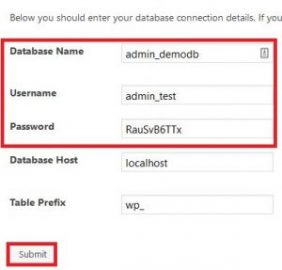 Below you should enter your database connection details. If you
Database Name
admin_demodb
Username
admin_test
Password
RauSvB6TTx
Database Host
localhost
Table Prefix
wp_
Submit